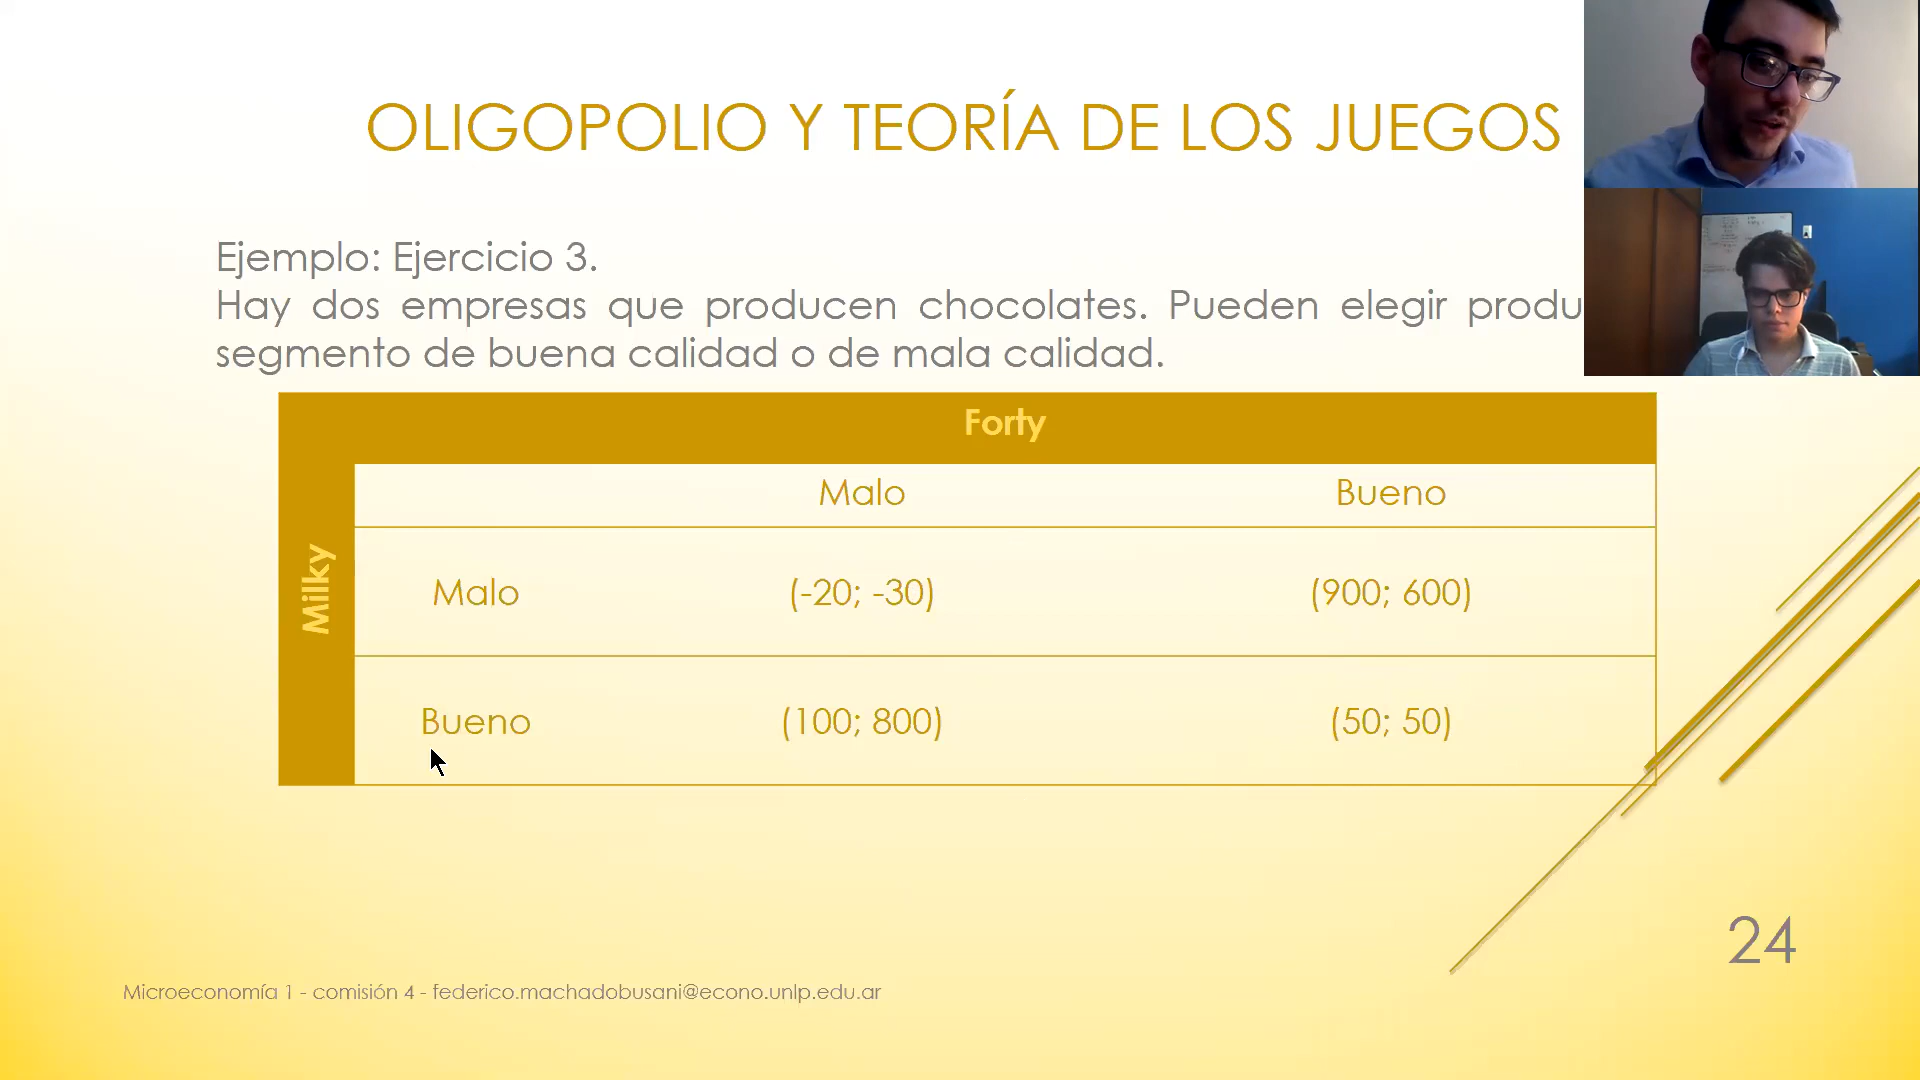 OLIGOPOLIO Y TEORÍA DE LOS JUEGOS
Ejemplo: Ejercicio 3.
Hay dos empresas que producen chocolates. Pueden elegir produ
segmento de buena calidad o de mala calidad.
Forty
Malo Bueno
Milky
Malo (-20; -30) (900; 600)
Bueno (100; 800) (50; 50)
24
Microeconomía 1 - comisión 4 - federico.machadobusani@econo.unlp.edu.ar